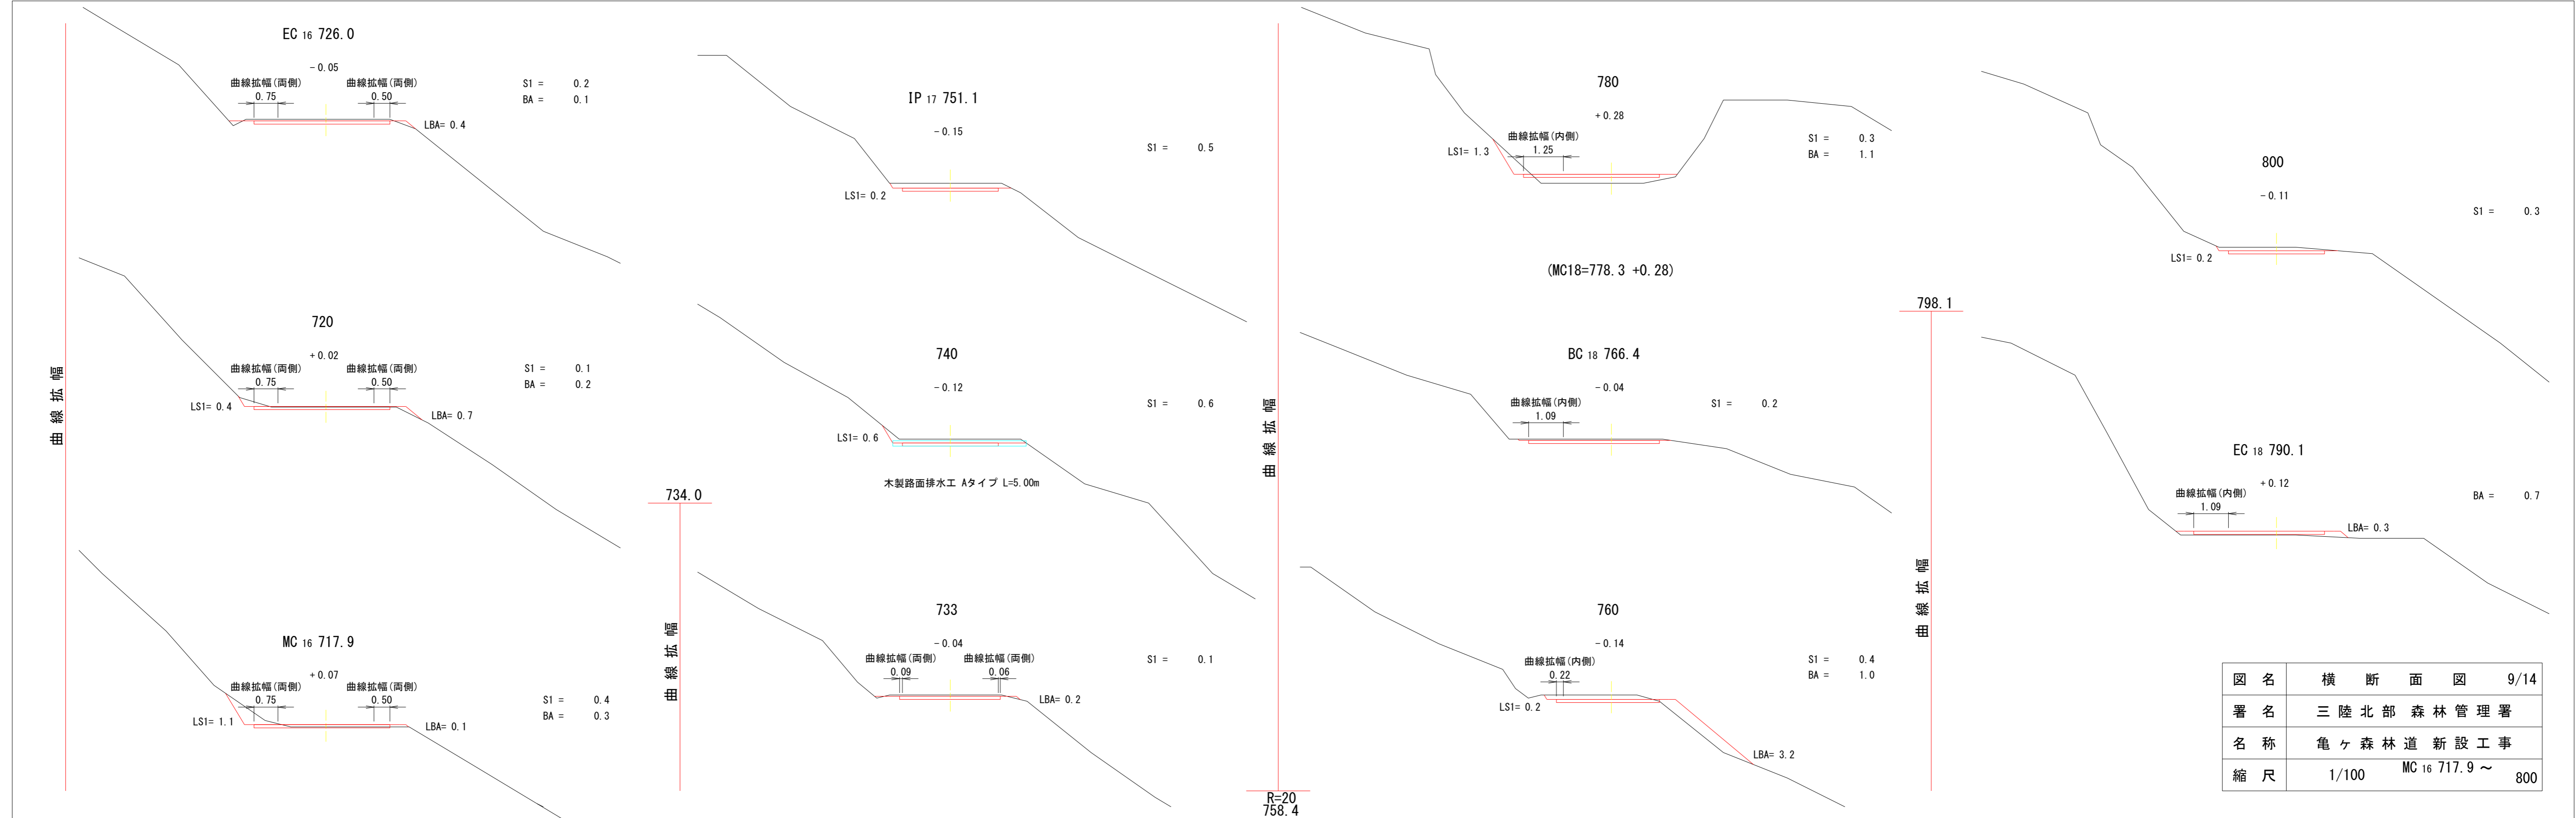 EC 16 726.0
-0.05
曲線拡幅(両側) 曲線拡幅(両側)
0.75 0.50
S1 = 0.2
BA = 0.1
LBA= 0.4
720
+0.02
曲線拡幅(両側) 曲線拡幅(両側)
0.75 0.50
S1 = 0.1
BA = 0.2
LS1= 0.4
LBA= 0.7
MC 16 717.9
+0.07
曲線拡幅(両側) 曲線拡幅(両側)
0.75 0.50
S1 = 0.4
BA = 0.3
LS1= 1.1
LBA= 0.1
曲線拡幅
IP 17 751.1
-0.15
S1 = 0.5
LS1= 0.2
740
-0.12
S1 = 0.6
LS1= 0.6
木製路面排水工 Aタイプ L=5.00m
734.0
曲線拡幅
733
-0.04
曲線拡幅(両側) 曲線拡幅(両側)
0.09 0.06
S1 = 0.1
LBA= 0.2
曲線拡幅
R=20
758.4
780
+0.28
曲線拡幅(内側)
1.25
S1 = 0.3
BA = 1.1
LS1= 1.3
(MC18=778.3 +0.28)
BC 18 766.4
-0.04
曲線拡幅(内側)
1.09
S1 = 0.2
760
-0.14
曲線拡幅(内側)
0.22
S1 = 0.4
BA = 1.0
LS1= 0.2
LBA= 3.2
798.1
曲線拡幅
800
-0.11
S1 = 0.3
LS1= 0.2
EC 18 790.1
+0.12
曲線拡幅(内側)
1.09
BA = 0.7
LBA= 0.3
図名 横断面図 9/14
署名 三陸北部 森林管理署
名称 亀ヶ森林道 新設工事
縮尺 1/100 MC 16 717.9 ～ 800